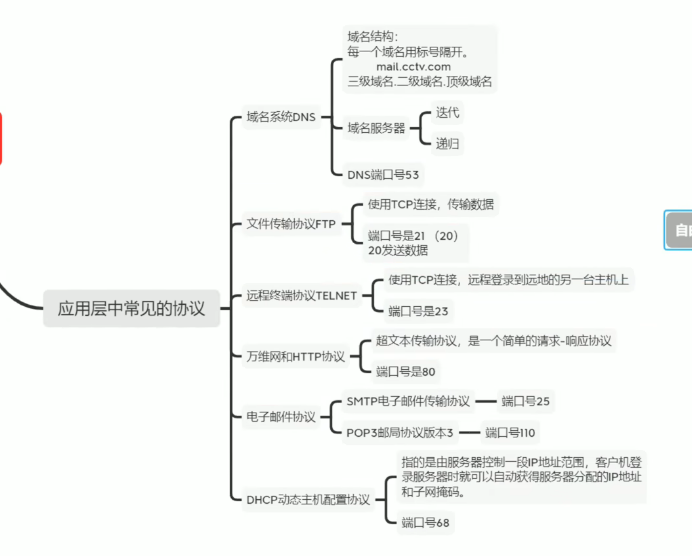 域名结构：
每一个域名用标号隔开。
mail.cctv.com
三级域名.二级域名.顶级域名
域名系统DNS
域名服务器
迭代
递归
DNS端口号53
文件传输协议FTP
使用TCP连接，传输数据
端口号是21 （20）
20发送数据
应用层中常见的协议
远程终端协议TELNET
使用TCP连接，远程登录到远地的另一台主机上
端口号是23
万维网和HTTP协议
超文本传输协议，是一个简单的请求-响应协议
端口号是80
电子邮件协议
SMTP电子邮件传输协议
端口号25
POP3邮局协议版本3
端口号110
DHCP动态主机配置协议
指的是由服务器控制一段IP地址范围，客户机登
录服务器时就可以自动获得服务器分配的IP地址
和子网掩码。
端口号68